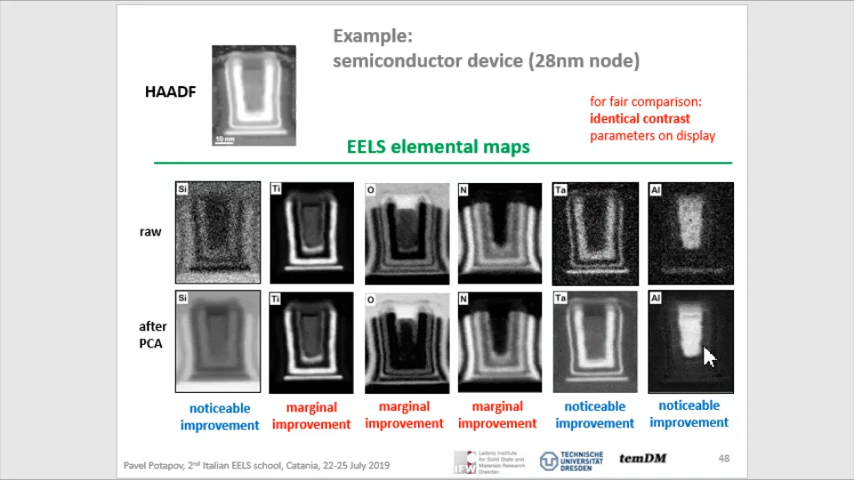 Example:
semiconductor device (28nm node)
HAADF
10 nm
for fair comparison:
identical contrast
parameters on display
EELS elemental maps
Si Ti O N Ta Al
raw
Si Ti O N Ta Al
after
PCA
noticeable marginal marginal marginal noticeable noticeable
improvement improvement improvement improvement improvement improvement
Pavel Potapov, 2nd Italian EELS school, Catania, 22-25 July 2019
IFW
Leibniz Institute
for Solid State and
Materials Research
Dresden
TECHNISCHE
UNIVERSITÄT
DRESDEN
temDM
48